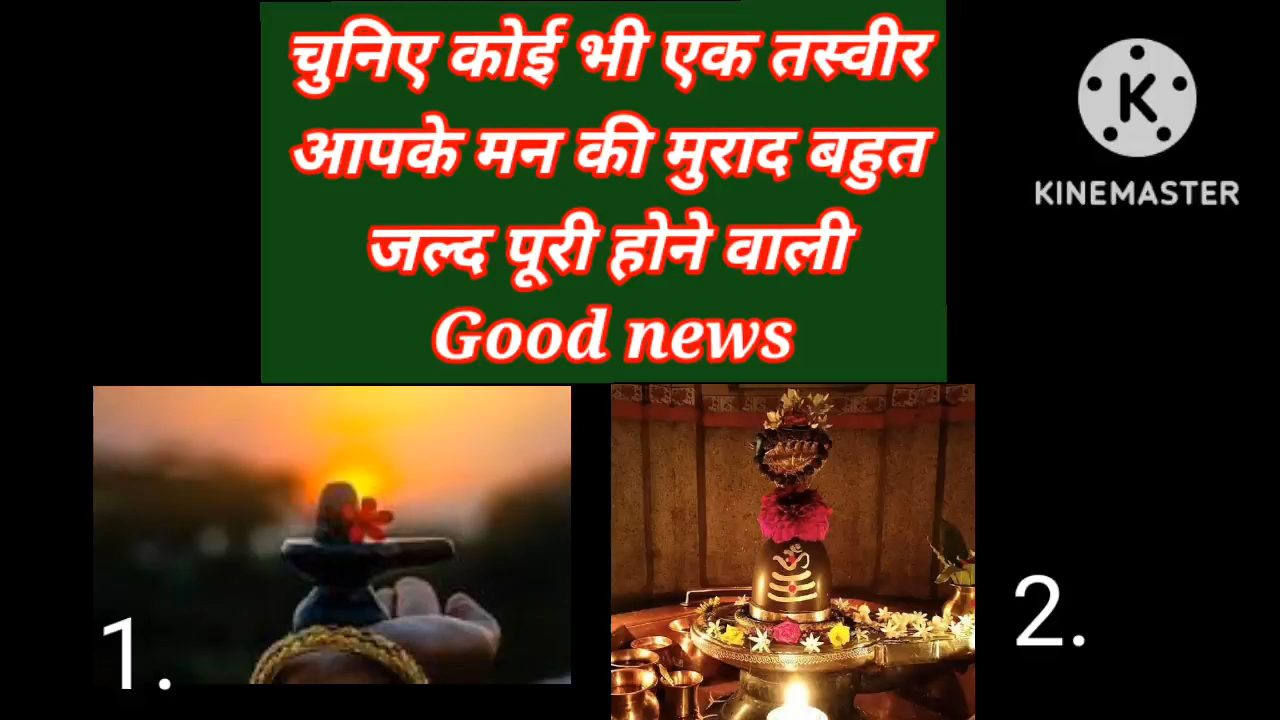 चुनिए कोई भी एक तस्वीर
आपके मन की मुराद बहुत
जल्द पूरी होने वाली
Good news
K
KINEMASTER
1.
2.
ॐ